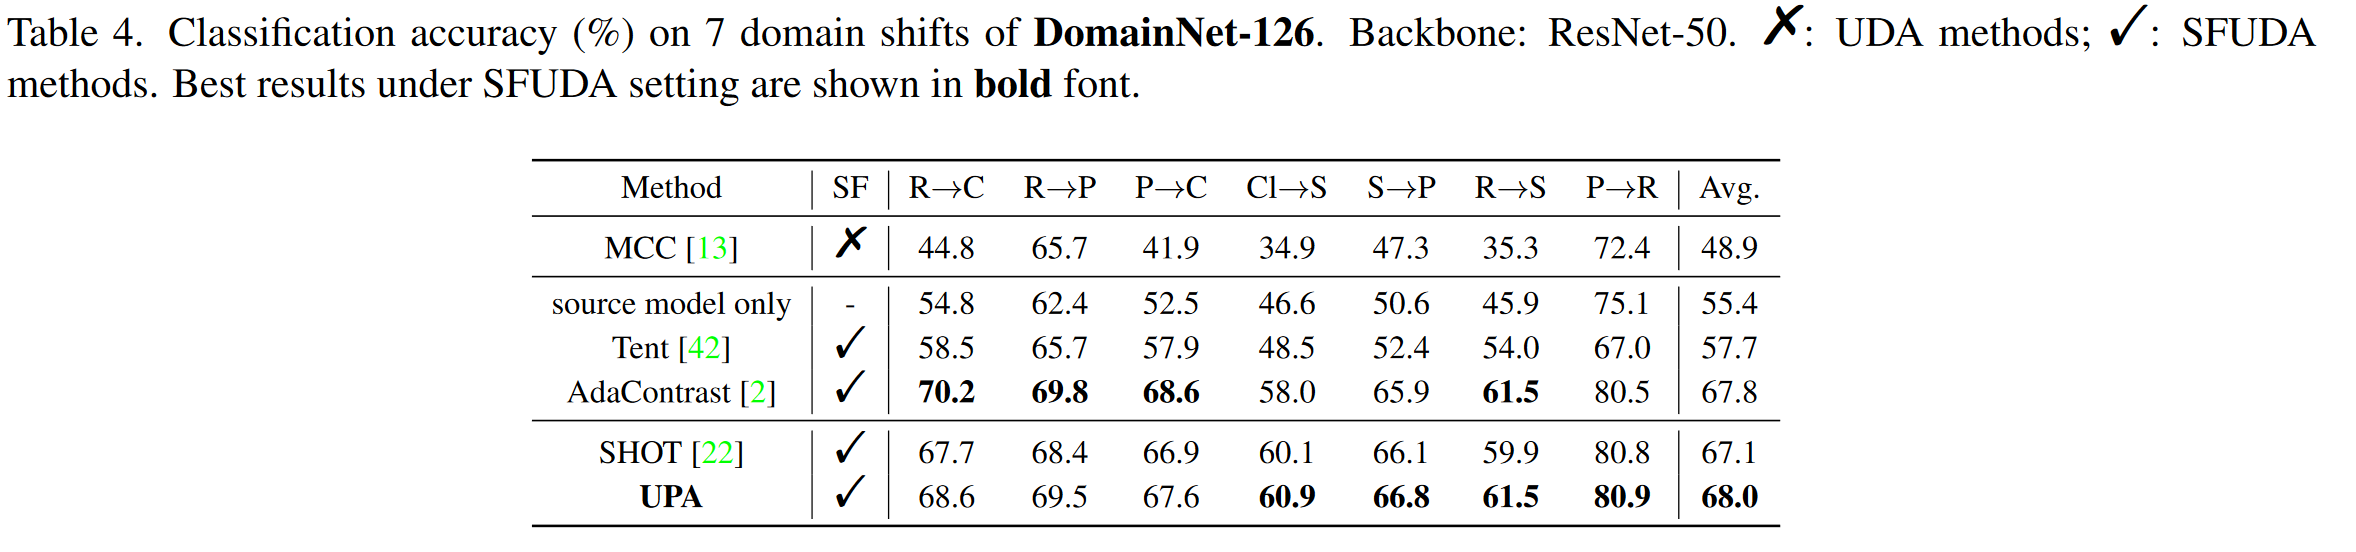 Table 4. Classification accuracy (%) on 7 domain shifts of DomainNet-126. Backbone: ResNet-50. ✗: UDA methods; ✓: SFUDA
methods. Best results under SFUDA setting are shown in bold font.
Method SF R→C R→P P→C Cl→S S→P R→S P→R Avg.
MCC [13] ✗ 44.8 65.7 41.9 34.9 47.3 35.3 72.4 48.9
source model only - 54.8 62.4 52.5 46.6 50.6 45.9 75.1 55.4
Tent [42] ✓ 58.5 65.7 57.9 48.5 52.4 54.0 67.0 57.7
AdaContrast [2] ✓ 70.2 69.8 68.6 58.0 65.9 61.5 80.5 67.8
SHOT [22] ✓ 67.7 68.4 66.9 60.1 66.1 59.9 80.8 67.1
UPA ✓ 68.6 69.5 67.6 60.9 66.8 61.5 80.9 68.0